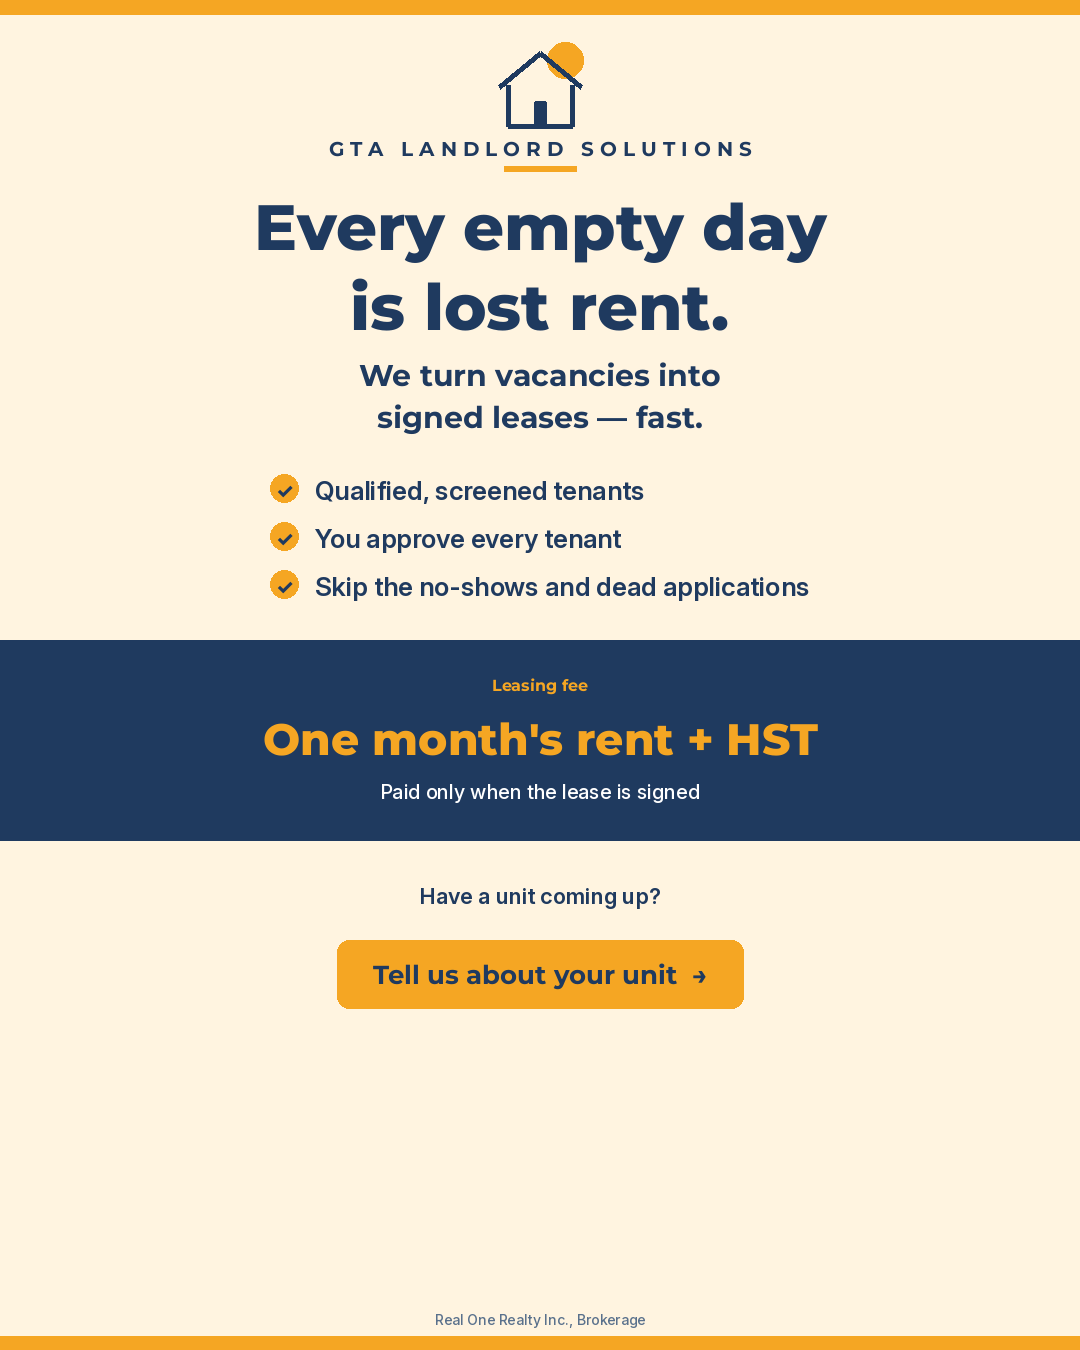 GTA LANDLORD SOLUTIONS
Every empty day
is lost rent.
We turn vacancies into
signed leases — fast.
Qualified, screened tenants
You approve every tenant
Skip the no-shows and dead applications
Leasing fee
One month's rent + HST
Paid only when the lease is signed
Have a unit coming up?
Tell us about your unit →
Real One Realty Inc., Brokerage